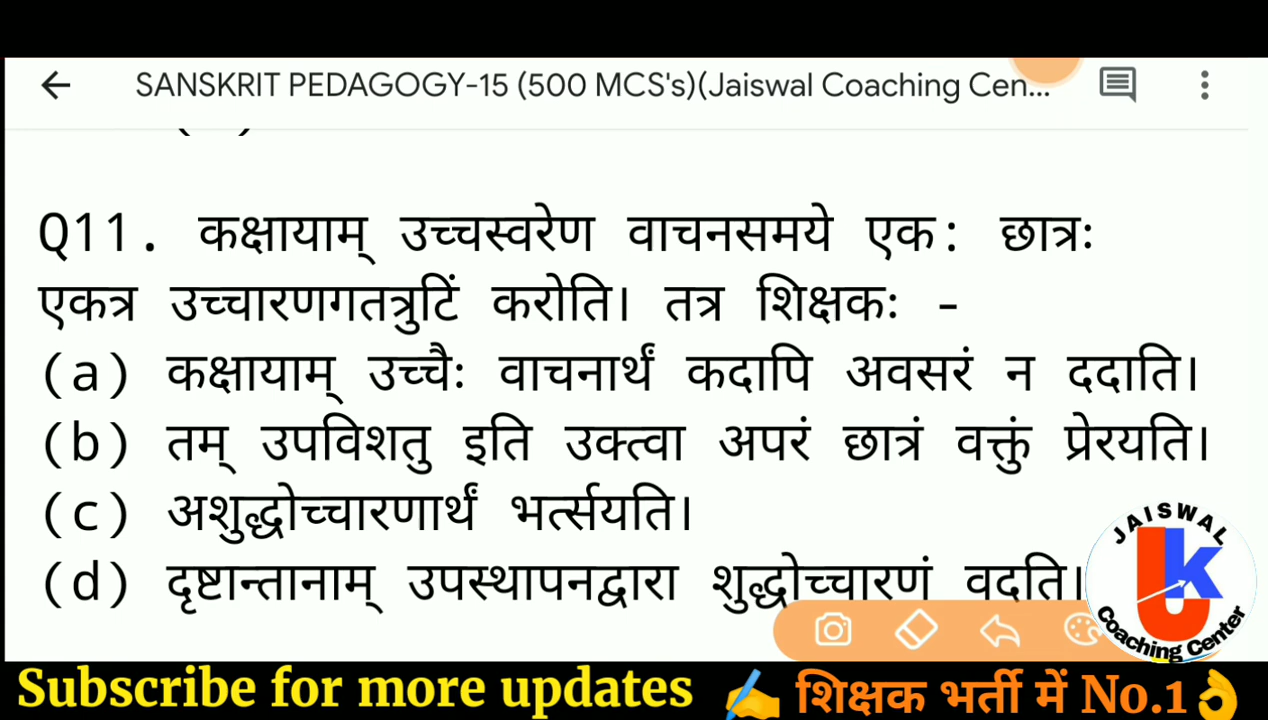 SANSKRIT PEDAGOGY-15 (500 MCS's)(Jaiswal Coaching Cen...
Q11. कक्षायाम् उच्चस्वरेण वाचनसमये एक: छात्रः
एकत्र उच्चारणगतत्रुटिं करोति। तत्र शिक्षकः -
(a) कक्षायाम् उच्चैः वाचनार्थं कदापि अवसरं न ददाति।
(b) तम् उपविशतु इति उक्त्वा अपरं छात्रं वक्तुं प्रेरयति।
(c) अशुद्धोच्चारणार्थं भर्त्सयति।
(d) दृष्टान्तानाम् उपस्थापनद्वारा शुद्धोच्चारणं वदति।
JAISWAL
UK
Coaching Center
Subscribe for more updates ✍ शिक्षक भर्ती में No.1👌